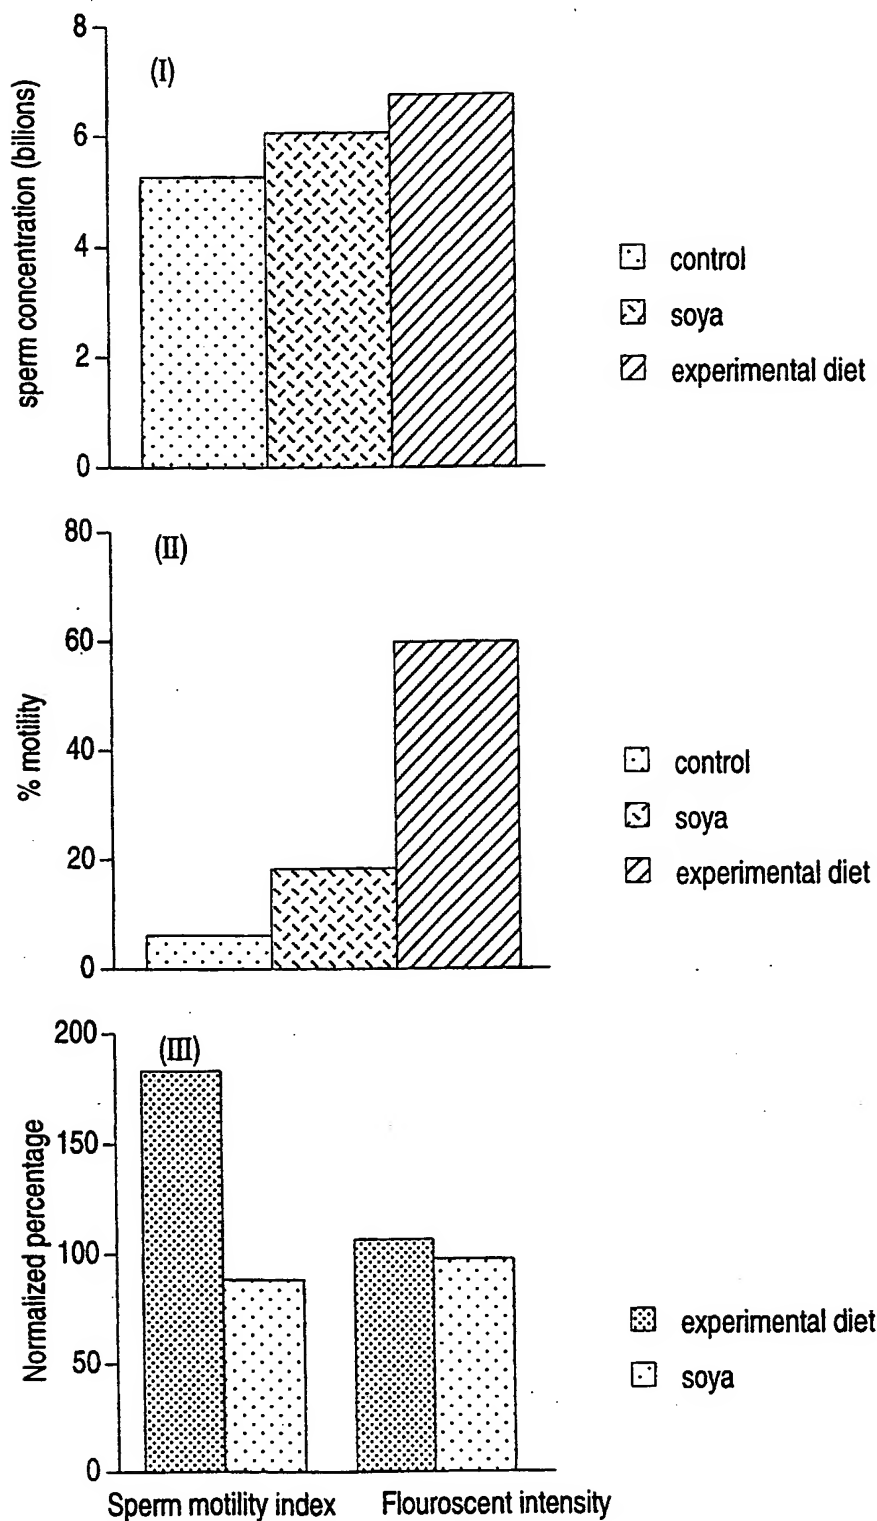 8
(I)
6
4
2
0
sperm concentration (bilions)
control
soya
experimental diet
80
(II)
60
40
20
0
% motility
control
soya
experimental diet
200
(III)
150
100
50
0
Normalized percentage
experimental diet
soya
Sperm motility index Flouroscent intensity